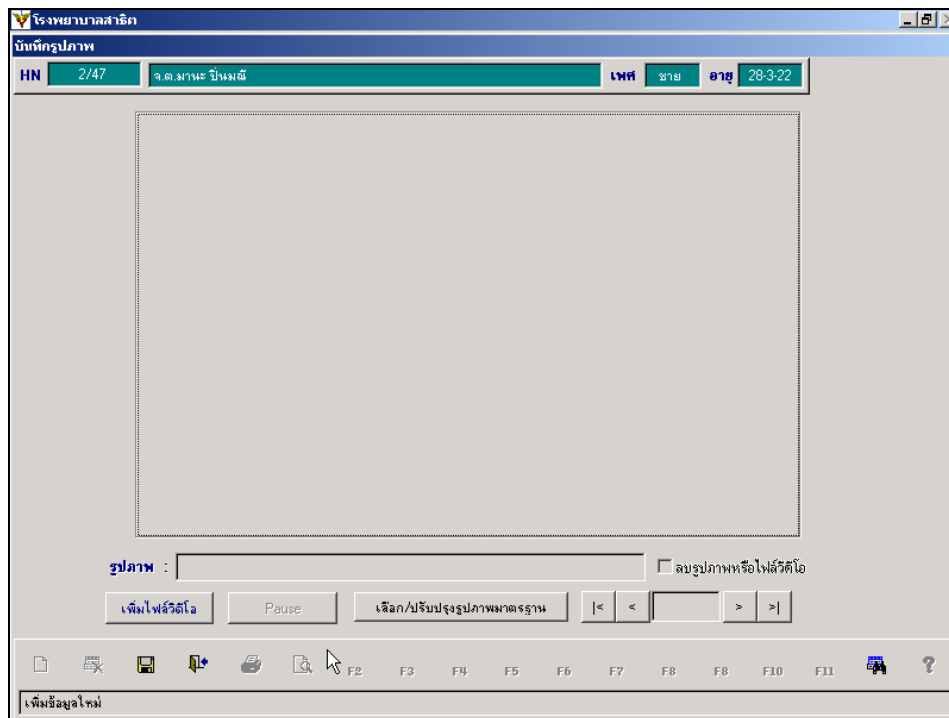 โรงพยาบาลสาธิต
บันทึกรูปภาพ
HN 2/47 จ.ต.มานะ ปิ่นมณี เพศ ชาย อายุ 28-3-22
รูปภาพ : ลบรูปภาพหรือไฟล์วีดีโอ
เพิ่มไฟล์วิดีโอ Pause เลือก/ปรับปรุงรูปภาพมาตรฐาน |< < > >|
F2 F3 F4 F5 F6 F7 F8 F8 F10 F11 ?
เพิ่มข้อมูลใหม่